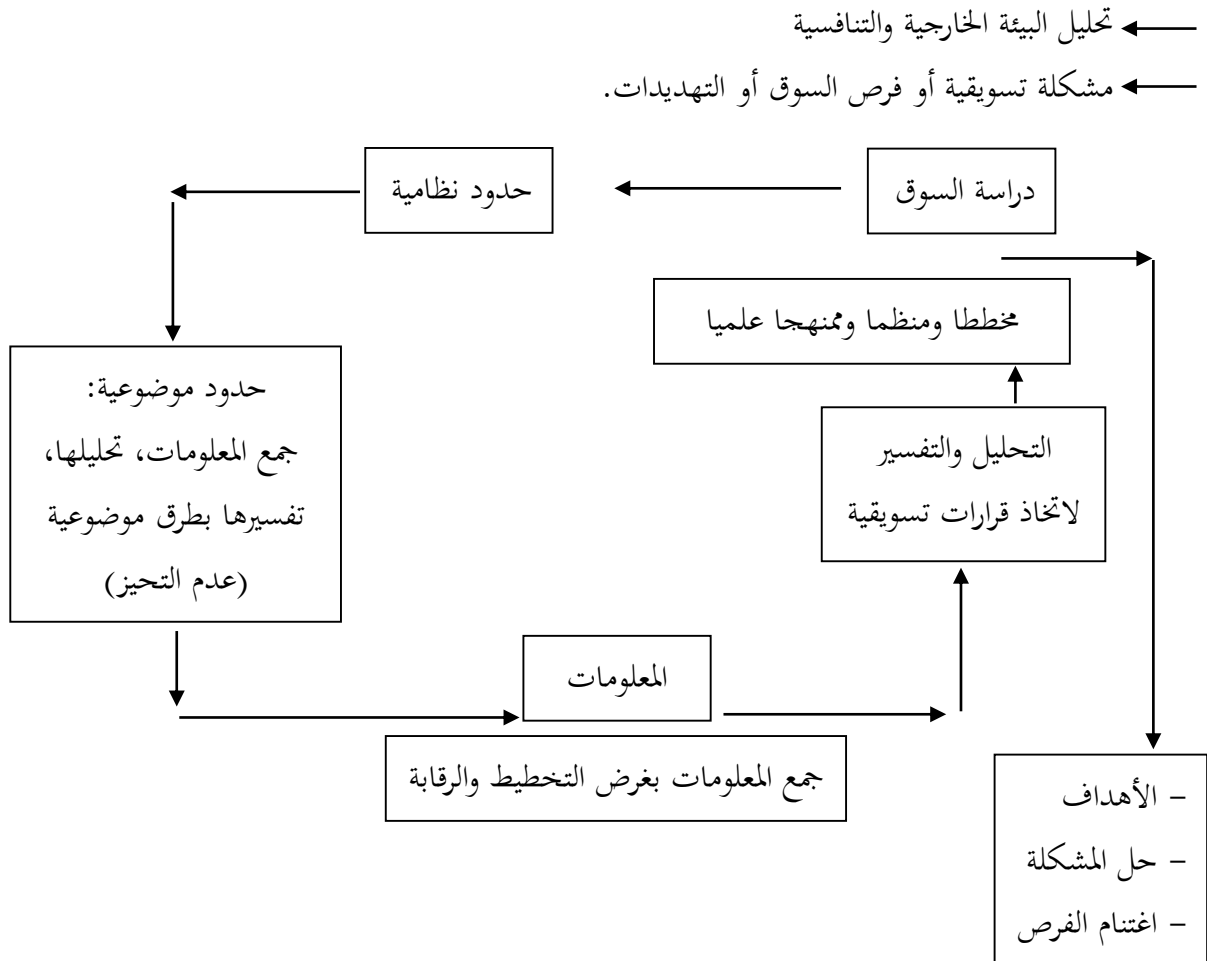 تحليل البيئة الخارجية والتنافسية
مشكلة تسويقية أو فرص السوق أو التهديدات.
دراسة السوق
حدود نظامية
مخططا ومنظما وممنهجا علميا
حدود موضوعية:
جمع المعلومات، تحليلها،
تفسيرها بطرق موضوعية
(عدم التحيز)
التحليل والتفسير
لاتخاذ قرارات تسويقية
المعلومات
جمع المعلومات بغرض التخطيط والرقابة
– الأهداف
– حل المشكلة
– اغتنام الفرص